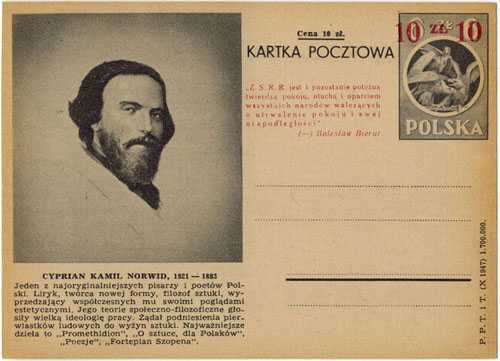 Cena 10 zł.
KARTKA POCZTOWA
10 zł 10
POLSKA
„Z. S. R. R. jest i pozostanie potężną
twierdzą pokoju, otuchą i oparciem
wszystkich narodów walczących
o utrwalenie pokoju i swej
niepodległości"
(—) Bolesław Bierut
CYPRIAN KAMIL NORWID, 1821 — 1883
Jeden z najoryginalniejszych pisarzy i poetów Pol-
ski. Liryk, twórca nowej formy, filozof sztuki, wy-
przedzający współczesnych mu swoimi poglądami
estetycznymi. Jego teorie społeczno-filozoficzne gło-
siły wielką ideologię pracy. Żądał podniesienia pier-
wiastków ludowych do wyżyn sztuki. Najważniejsze
dzieła to „Promethidion", „O sztuce, dla Polaków",
„Poezje", „Fortepian Szopena".
P. P. T. i T. (X 1947) 1.700.000.